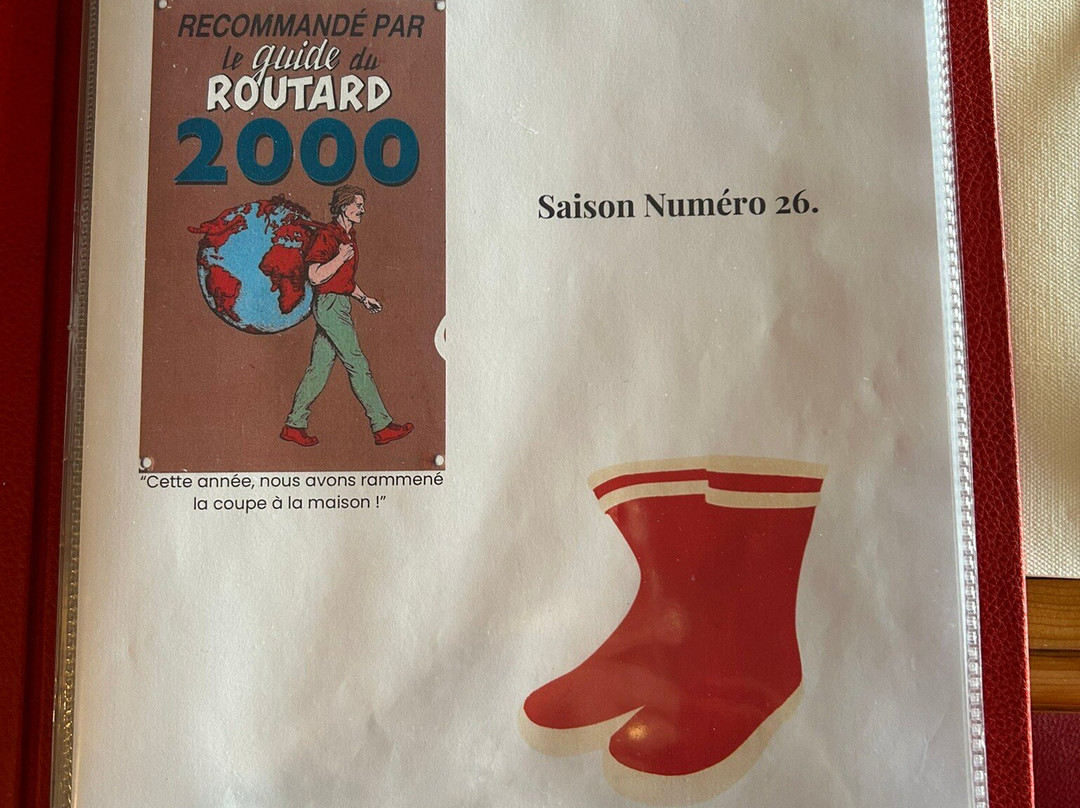 RECOMMANDÉ PAR
le guide du
ROUTARD
2000
Saison Numéro 26.
“Cette année, nous avons rammené
la coupe à la maison !”